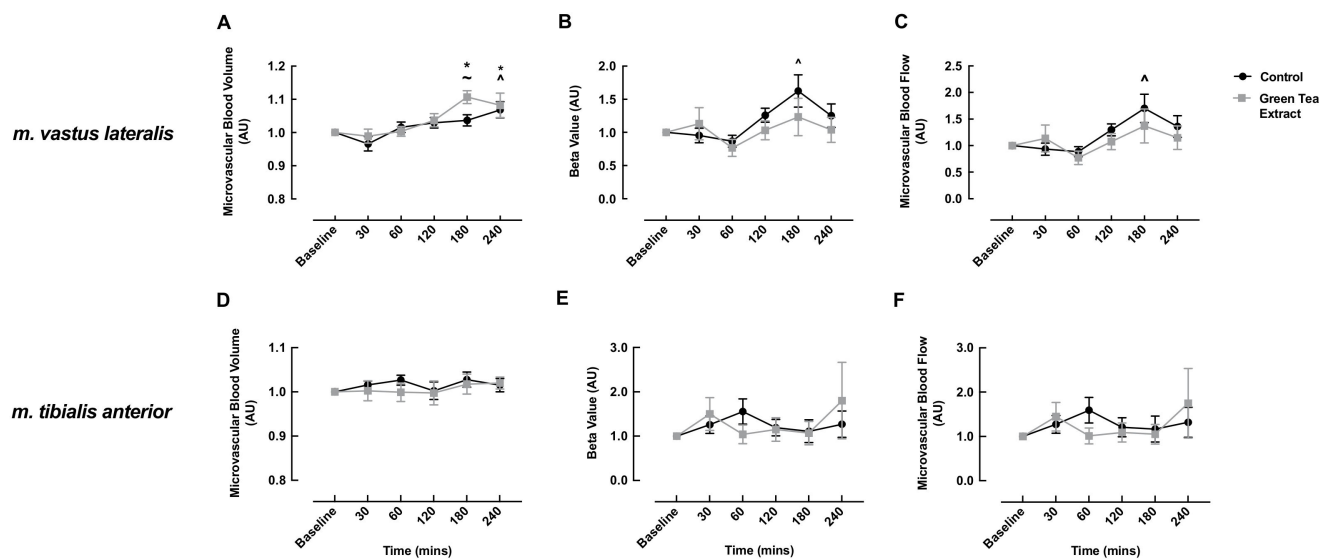 A
Microvascular Blood Volume
(AU)
1.2
1.1
1.0
0.9
0.8
*
~
*
^
Baseline
30
60
120
180
240
B
Beta Value (AU)
2.0
1.5
1.0
0.5
0.0
^
Baseline
30
60
120
180
240
C
Microvascular Blood Flow
(AU)
2.5
2.0
1.5
1.0
0.5
0.0
^
Baseline
30
60
120
180
240
Control
Green Tea
Extract
m. vastus lateralis
D
Microvascular Blood Volume
(AU)
1.1
1.0
0.9
0.8
Baseline
30
60
120
180
240
Time (mins)
E
Beta Value (AU)
3.0
2.0
1.0
0.0
Baseline
30
60
120
180
240
Time (mins)
F
Microvascular Blood Flow
(AU)
3.0
2.0
1.0
0.0
Baseline
30
60
120
180
240
Time (mins)
m. tibialis anterior